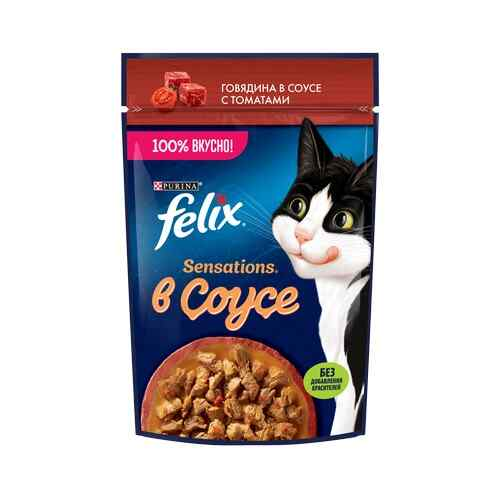 ГОВЯДИНА В СОУСЕ
С ТОМАТАМИ
100% ВКУСНО!
PURINA®
felix®
Sensations®
в Соусе
БЕЗ
ДОБАВЛЕНИЯ
КРАСИТЕЛЕЙ